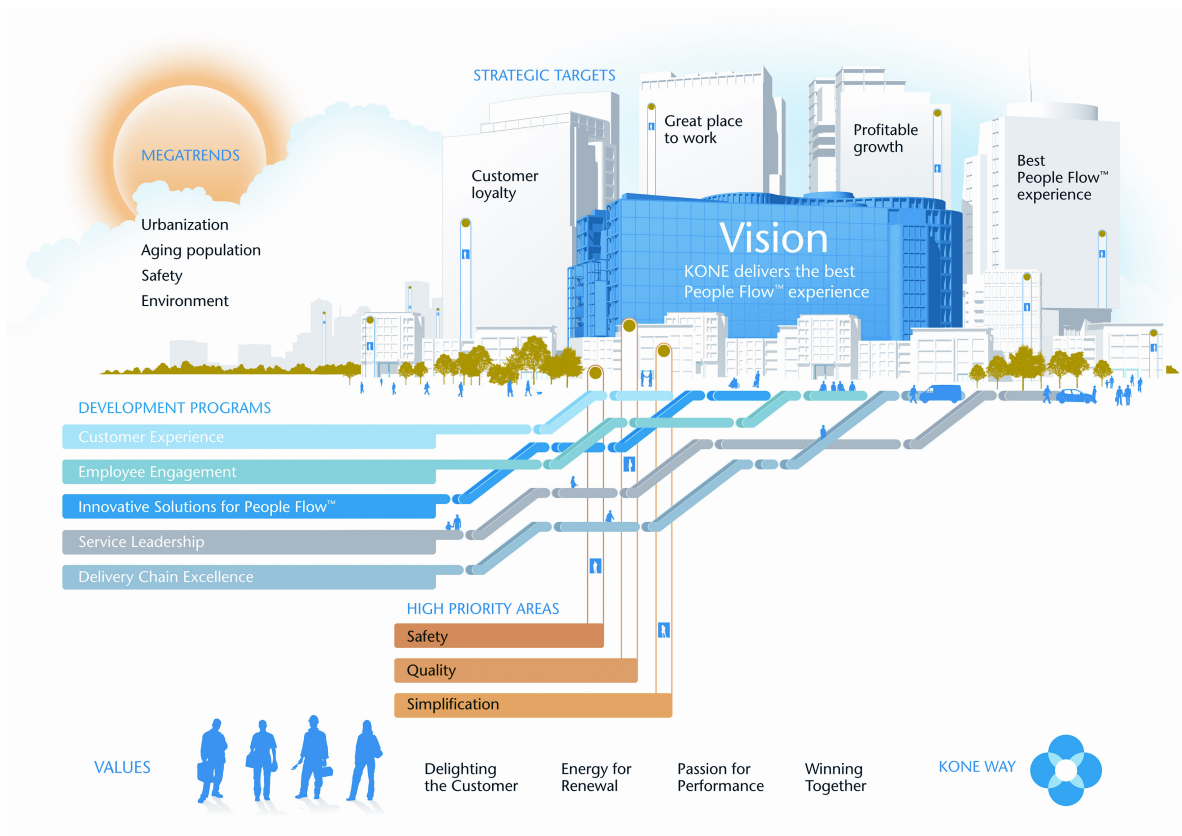 STRATEGIC TARGETS
MEGATRENDS
Urbanization
Aging population
Safety
Environment
Customer
loyalty
Great place
to work
Profitable
growth
Best
People Flow™
experience
Vision
KONE delivers the best
People Flow™ experience
DEVELOPMENT PROGRAMS
Customer Experience
Employee Engagement
Innovative Solutions for People Flow™
Service Leadership
Delivery Chain Excellence
HIGH PRIORITY AREAS
Safety
Quality
Simplification
VALUES
Delighting
the Customer
Energy for
Renewal
Passion for
Performance
Winning
Together
KONE WAY